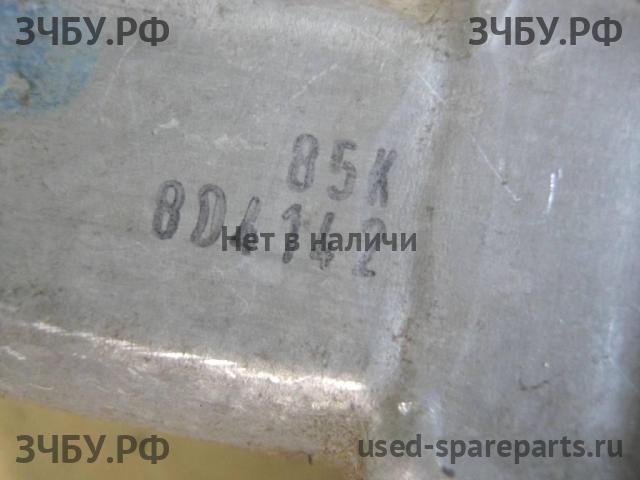 ЗЧБУ.РФ ЗЧБУ.РФ
85K
8D4142
Нет в наличи
ЗЧБУ.РФ used-spareparts.ru